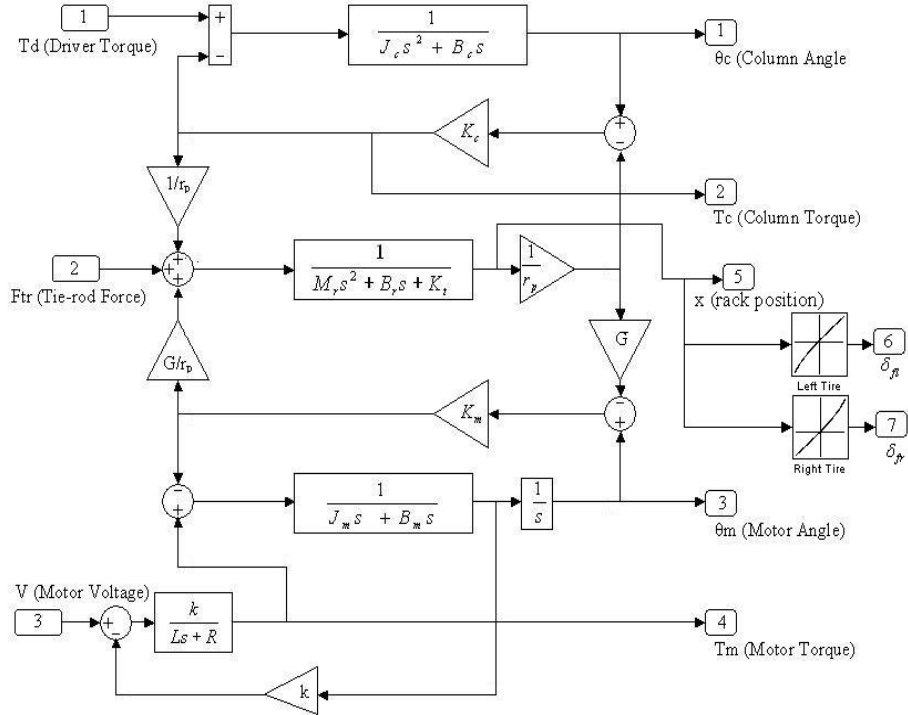 1
Td (Driver Torque)
+
−
1
J_c s² + B_c s
1
θc (Column Angle
K_c
+
−
2
Tc (Column Torque)
1/r_p
2
Ftr (Tie-rod Force)
+
+
+
1
M_r s² + B_r s + K_t
1
r_p
5
x (rack position)
G/r_p
G
Left Tire
6
δ_fl
K_m
−
+
Right Tire
7
δ_fr
−
+
1
J_m s + B_m s
1
s
3
θm (Motor Angle)
V (Motor Voltage)
3
+
−
k
Ls + R
4
Tm (Motor Torque)
k